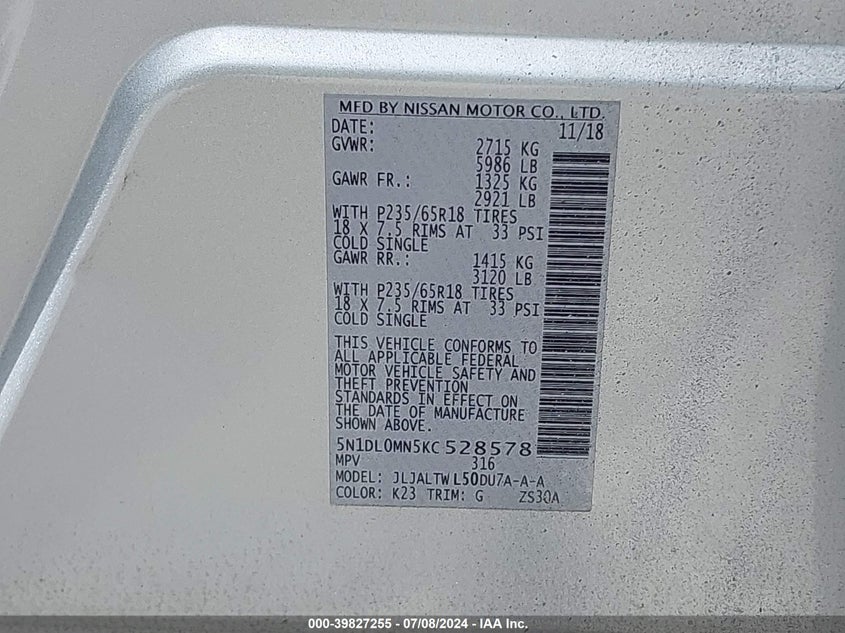 MFD BY NISSAN MOTOR CO., LTD.
DATE: 11/18
GVWR: 2715 KG
5986 LB
GAWR FR.: 1325 KG
2921 LB
WITH P235/65R18 TIRES
18 X 7.5 RIMS AT 33 PSI
COLD SINGLE
GAWR RR.: 1415 KG
3120 LB
WITH P235/65R18 TIRES
18 X 7.5 RIMS AT 33 PSI
COLD SINGLE
THIS VEHICLE CONFORMS TO
ALL APPLICABLE FEDERAL
MOTOR VEHICLE SAFETY AND
THEFT PREVENTION
STANDARDS IN EFFECT ON
THE DATE OF MANUFACTURE
SHOWN ABOVE.
5N1DL0MN5KC528578
MPV 316
MODEL: JLJALTWL50DU7A-A-A
COLOR: K23 TRIM: G ZS30A
000-39827255 - 07/08/2024 - IAA Inc.